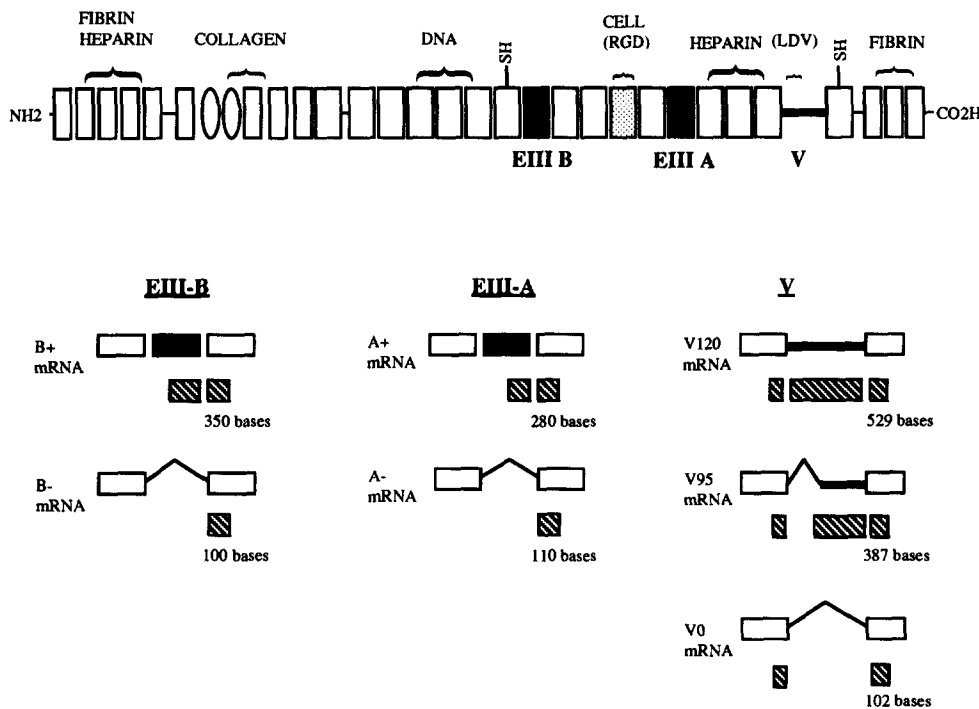 FIBRIN
HEPARIN
COLLAGEN
DNA
SH
CELL
(RGD)
HEPARIN
(LDV)
SH
FIBRIN
NH2
CO2H
EIII B
EIII A
V
EIII-B
EIII-A
V
B+
mRNA
350 bases
A+
mRNA
280 bases
V120
mRNA
529 bases
B-
mRNA
100 bases
A-
mRNA
110 bases
V95
mRNA
387 bases
V0
mRNA
102 bases